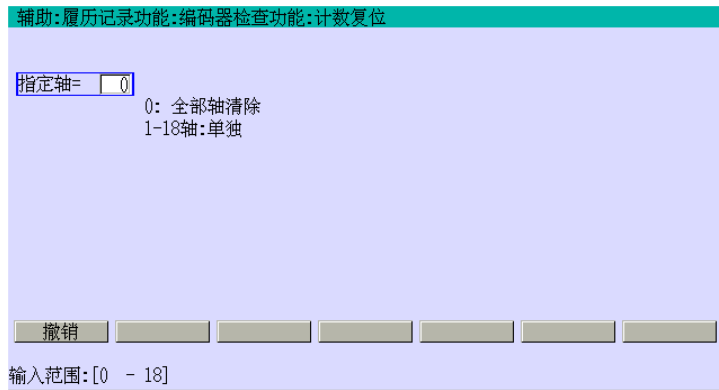 辅助:履历记录功能:编码器检查功能:计数复位
指定轴= 0
0: 全部轴清除
1-18轴:单独
撤销
输入范围:[0 - 18]